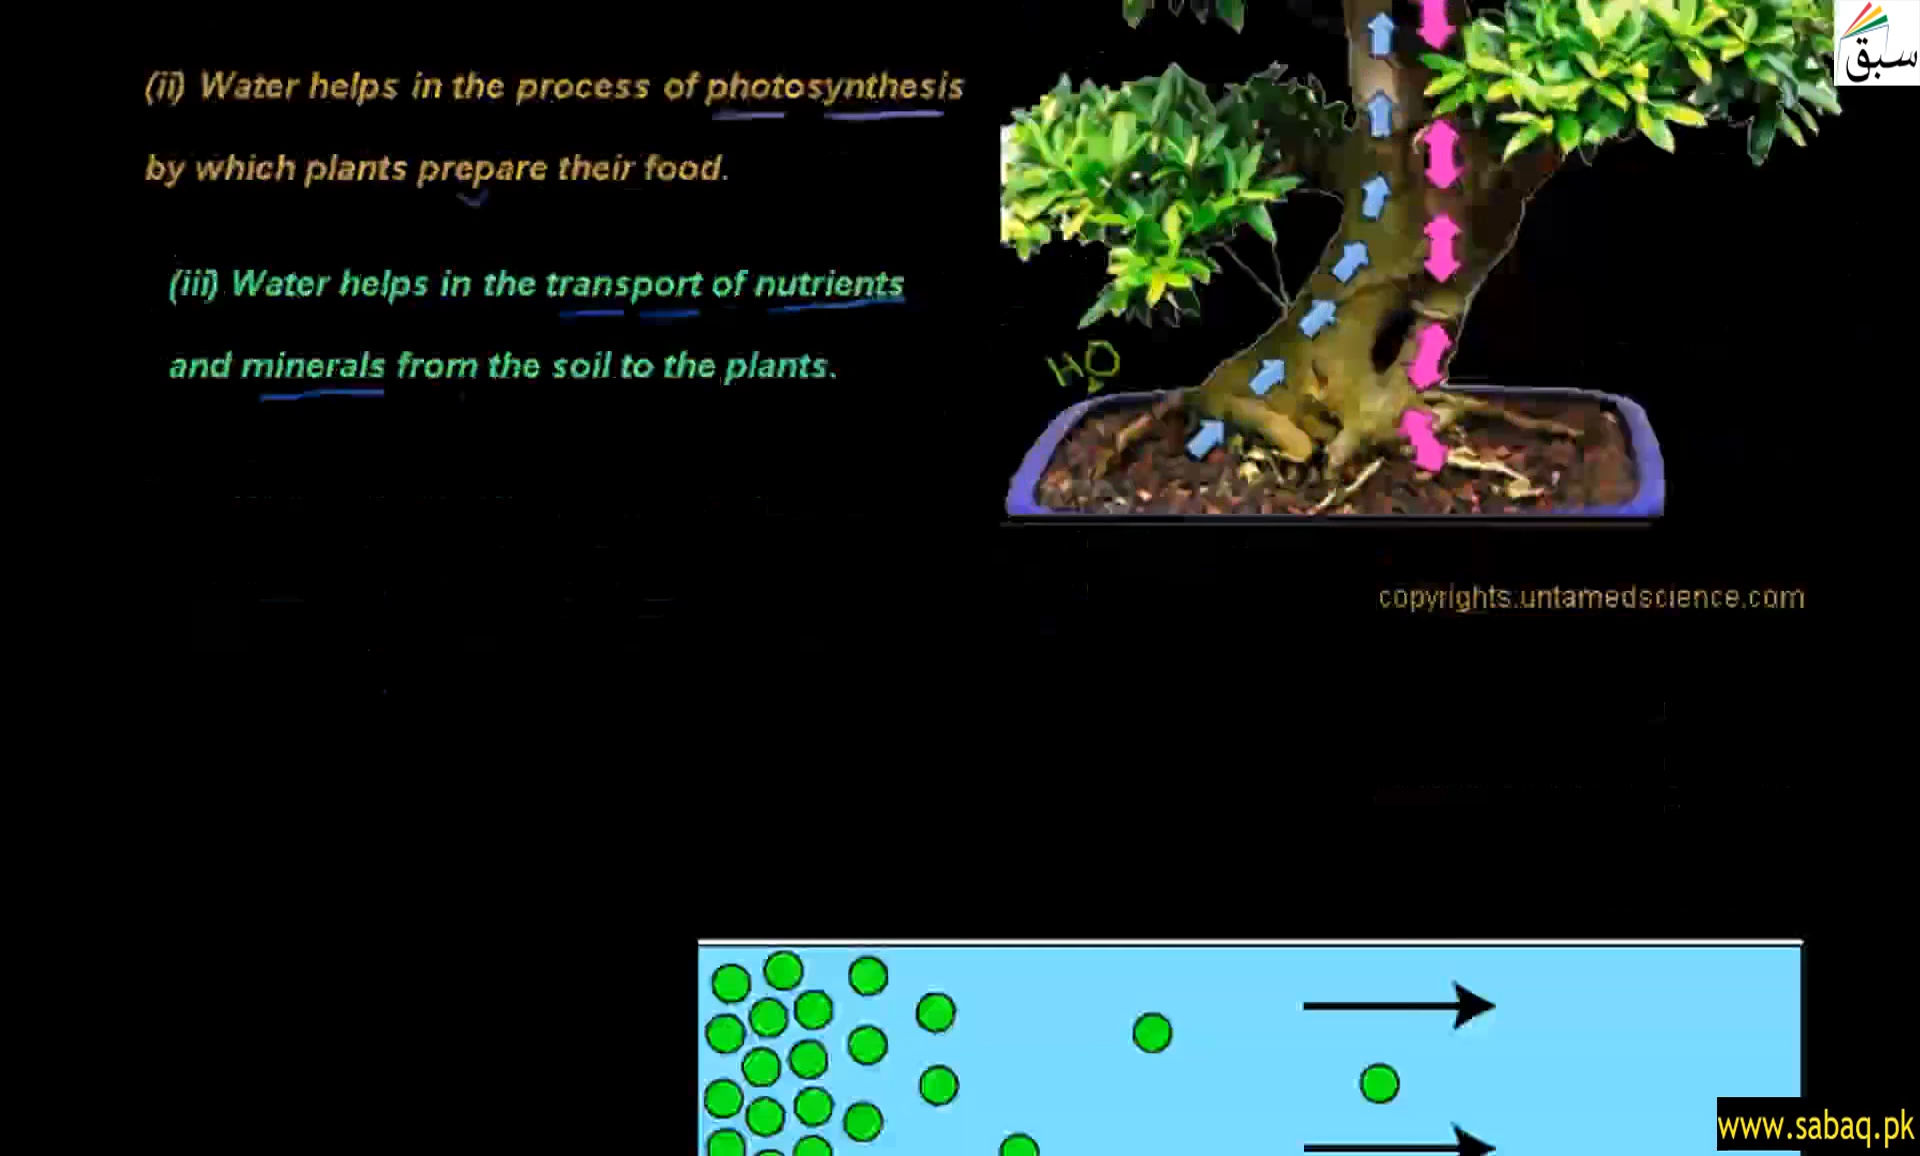 (ii) Water helps in the process of photosynthesis
by which plants prepare their food.
(iii) Water helps in the transport of nutrients
and minerals from the soil to the plants.
H2O
copyrights.untamedscience.com
سبق
www.sabaq.pk